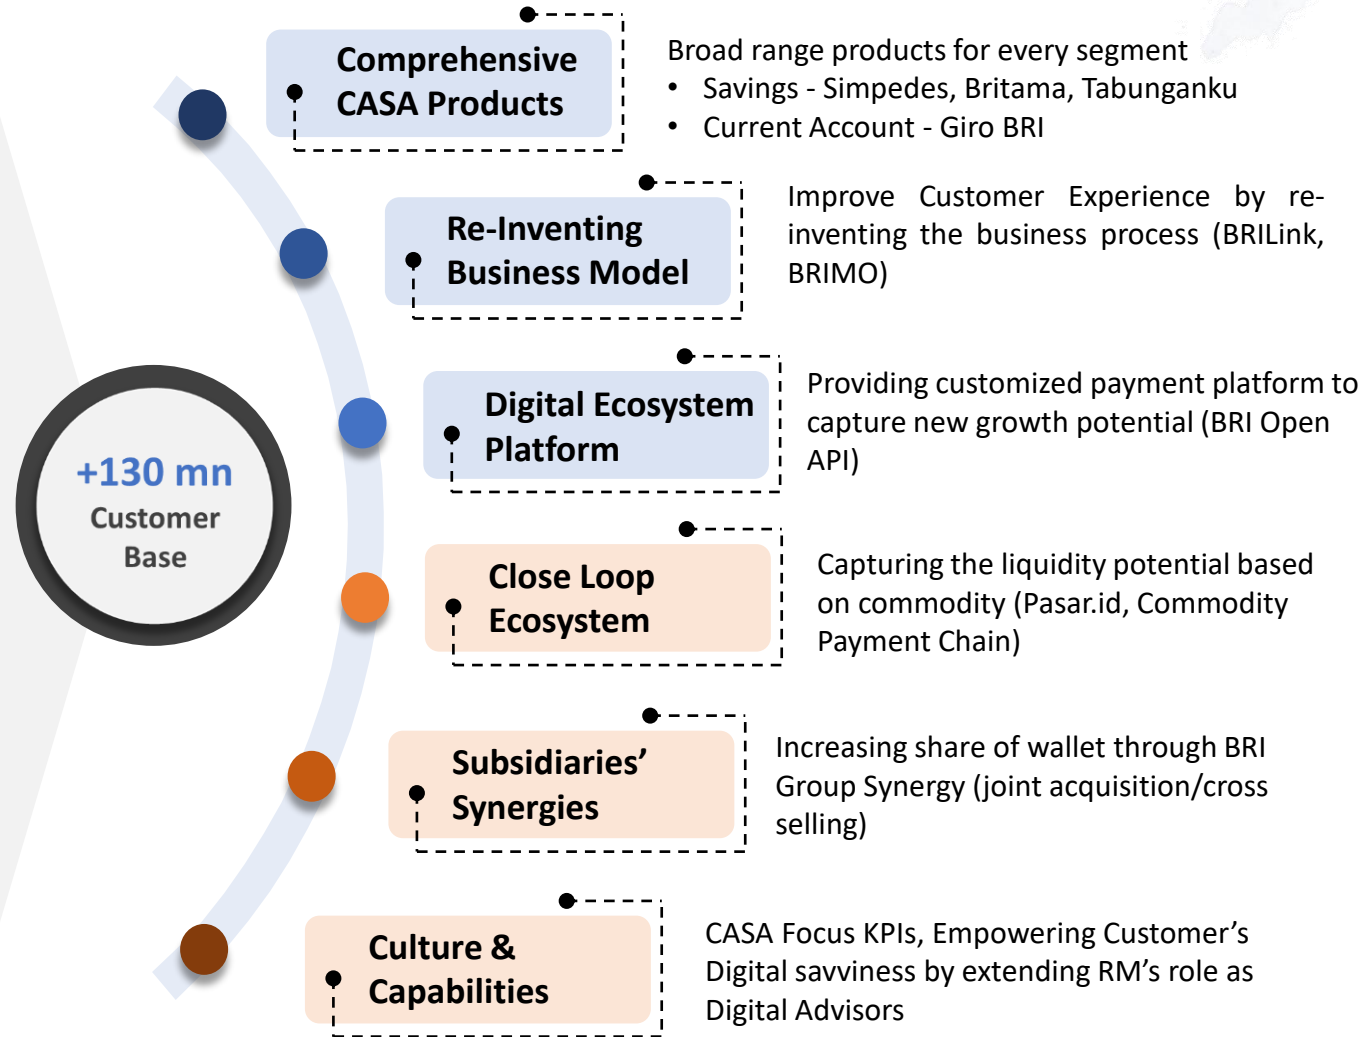 Comprehensive
CASA Products
Broad range products for every segment
• Savings - Simpedes, Britama, Tabunganku
• Current Account - Giro BRI
Re-Inventing
Business Model
Improve Customer Experience by re-
inventing the business process (BRILink,
BRIMO)
Digital Ecosystem
Platform
Providing customized payment platform to
capture new growth potential (BRI Open
API)
+130 mn
Customer
Base
Close Loop
Ecosystem
Capturing the liquidity potential based
on commodity (Pasar.id, Commodity
Payment Chain)
Subsidiaries’
Synergies
Increasing share of wallet through BRI
Group Synergy (joint acquisition/cross
selling)
Culture &
Capabilities
CASA Focus KPIs, Empowering Customer’s
Digital savviness by extending RM’s role as
Digital Advisors